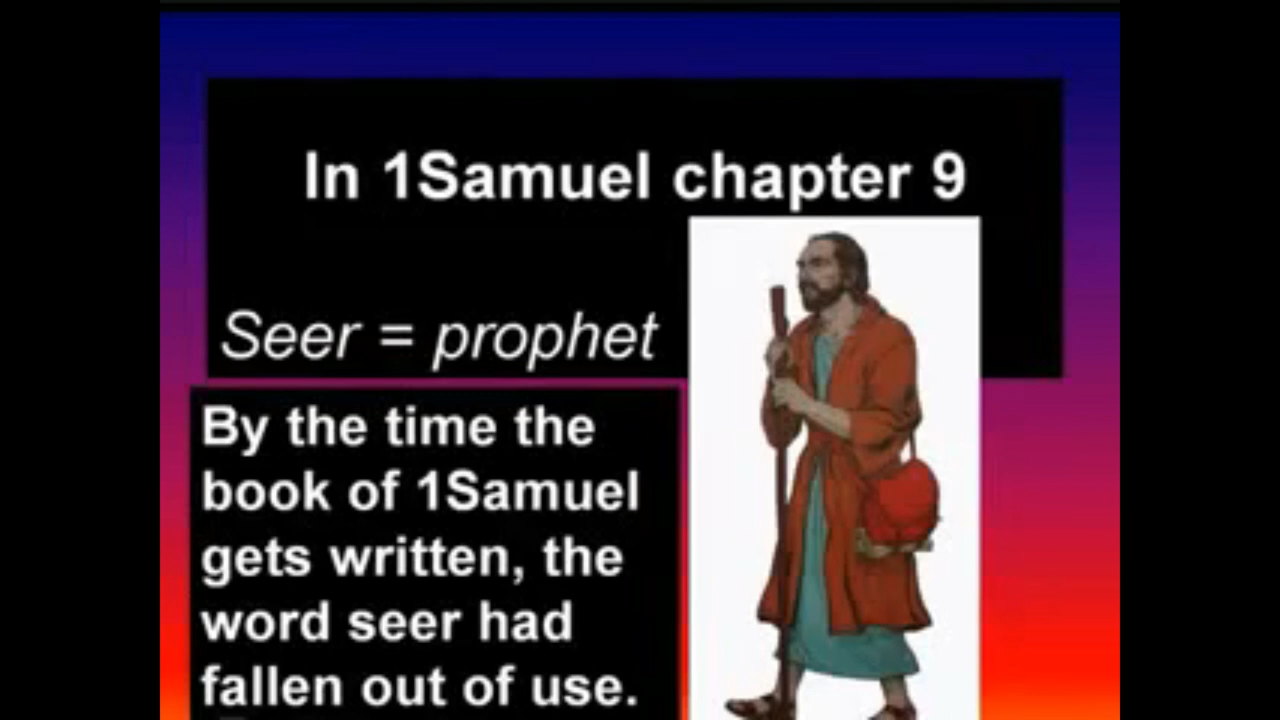 In 1Samuel chapter 9
Seer = prophet
By the time the
book of 1Samuel
gets written, the
word seer had
fallen out of use.